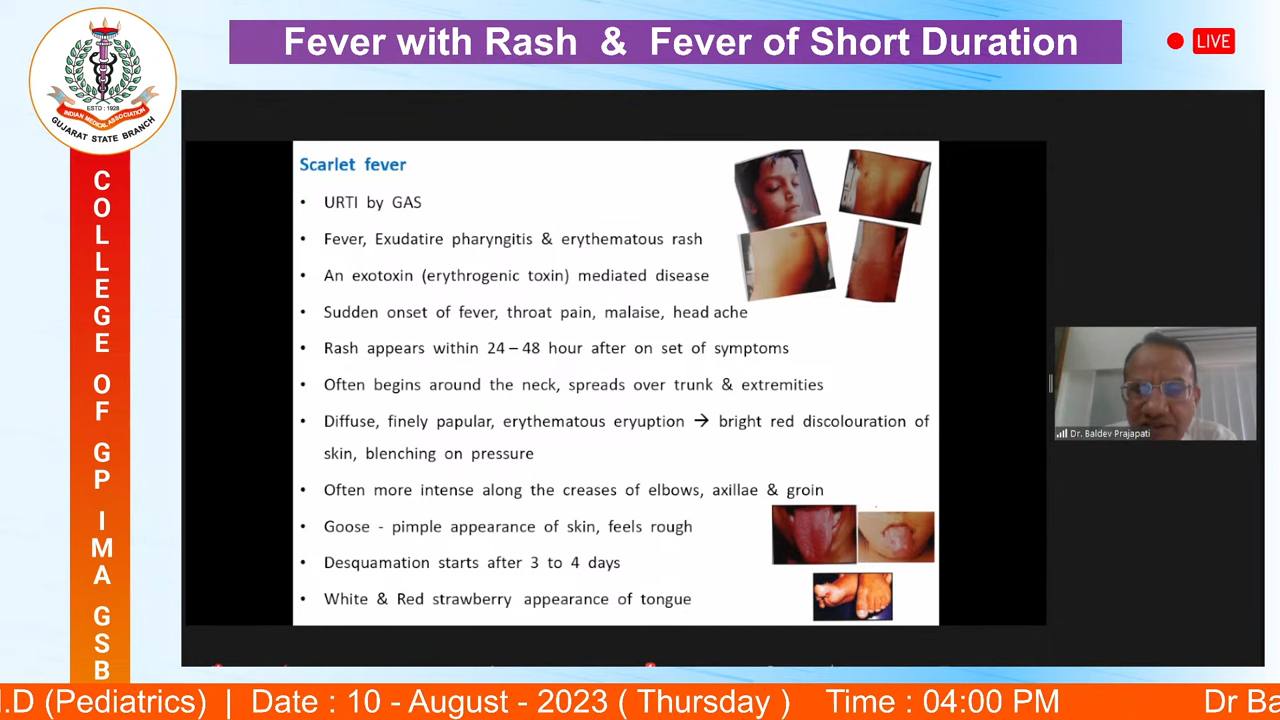 Fever with Rash & Fever of Short Duration
LIVE
ESTD : 1928
INDIAN MEDICAL ASSOCIATION
GUJARAT STATE BRANCH
COLLEGE OF GP IMA GSB
Scarlet fever
• URTI by GAS
• Fever, Exudatire pharyngitis & erythematous rash
• An exotoxin (erythrogenic toxin) mediated disease
• Sudden onset of fever, throat pain, malaise, head ache
• Rash appears within 24 – 48 hour after on set of symptoms
• Often begins around the neck, spreads over trunk & extremities
• Diffuse, finely papular, erythematous eryuption → bright red discolouration of
skin, blenching on pressure
• Often more intense along the creases of elbows, axillae & groin
• Goose - pimple appearance of skin, feels rough
• Desquamation starts after 3 to 4 days
• White & Red strawberry appearance of tongue
Dr. Baldev Prajapati
.D (Pediatrics) | Date : 10 - August - 2023 ( Thursday ) Time : 04:00 PM Dr Ba